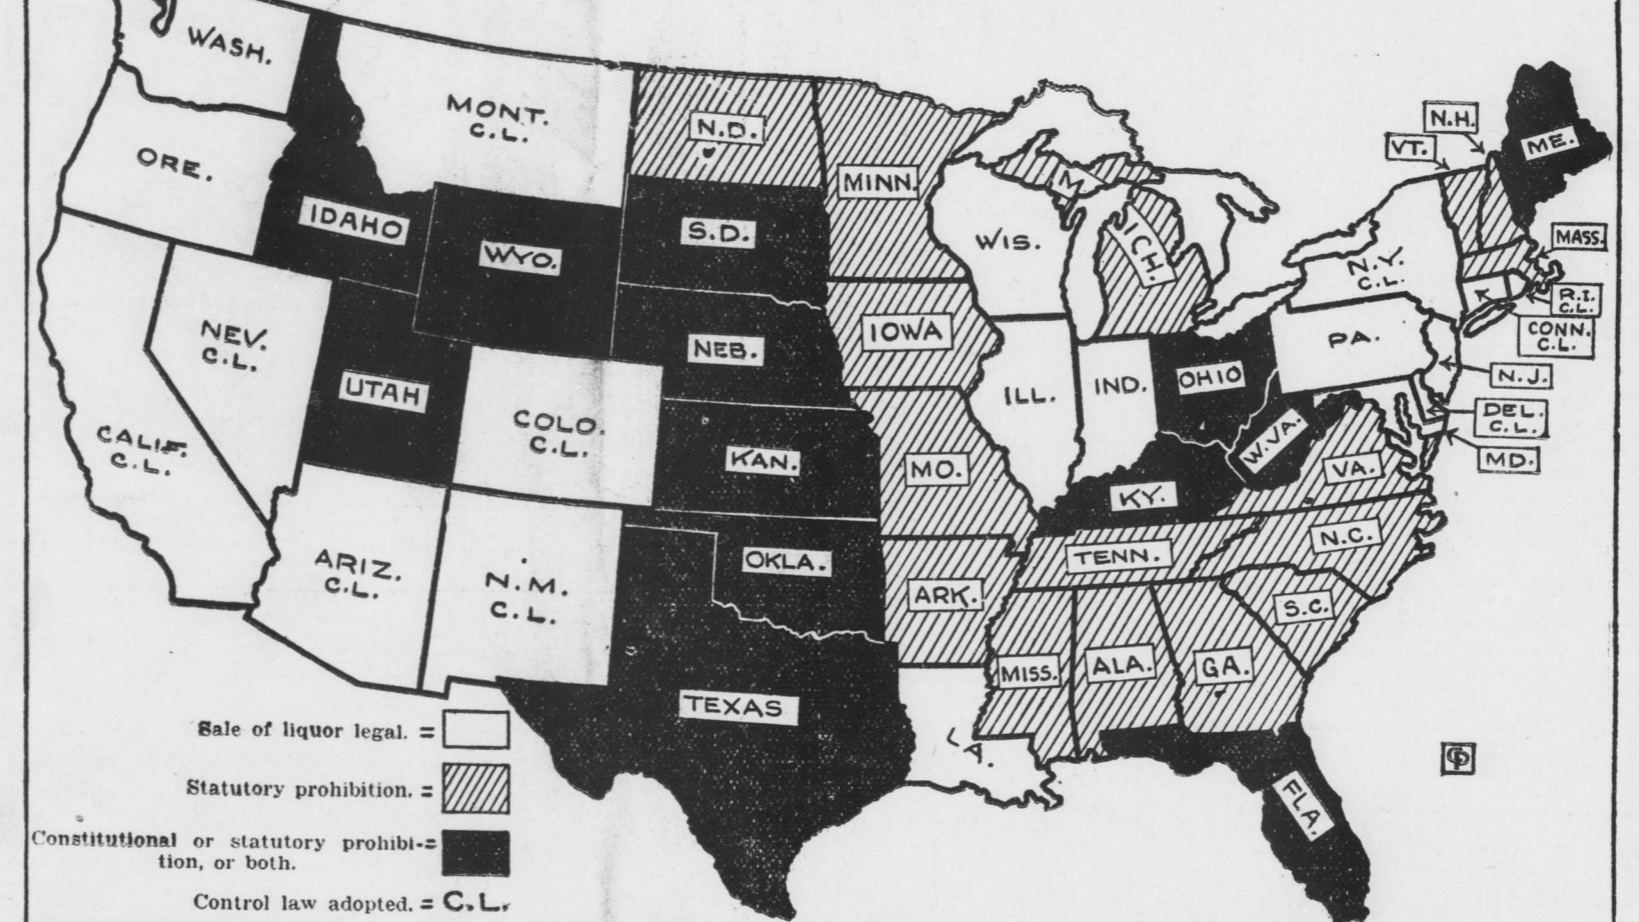 WASH.
MONT.
C.L.
ORE.
IDAHO
WYO.
N.D.
S.D.
MINN.
WIS.
MICH.
N.H.
VT.
ME.
MASS.
N.Y.
C.L.
R.I.
C.L.
CONN.
C.L.
NEV.
C.L.
UTAH
COLO.
C.L.
NEB.
IOWA
ILL.
IND.
OHIO
PA.
N.J.
DEL.
C.L.
MD.
CALIF.
C.L.
KAN.
MO.
KY.
W.VA.
VA.
ARIZ.
C.L.
N.M.
C.L.
OKLA.
ARK.
TENN.
N.C.
S.C.
TEXAS
LA.
MISS.
ALA.
GA.
FLA.
CP
Sale of liquor legal. =
Statutory prohibition. =
Constitutional or statutory prohibi-=
tion, or both.
Control law adopted. = C.L.